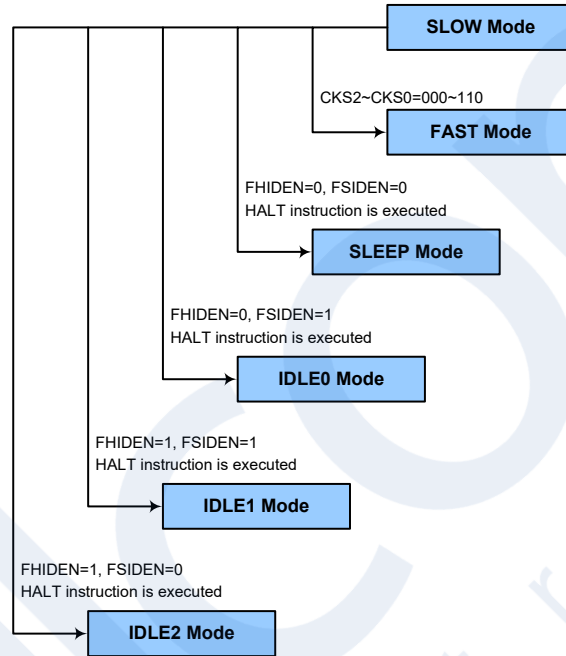 SLOW Mode
CKS2~CKS0=000~110
FAST Mode
FHIDEN=0, FSIDEN=0
HALT instruction is executed
SLEEP Mode
FHIDEN=0, FSIDEN=1
HALT instruction is executed
IDLE0 Mode
FHIDEN=1, FSIDEN=1
HALT instruction is executed
IDLE1 Mode
FHIDEN=1, FSIDEN=0
HALT instruction is executed
IDLE2 Mode